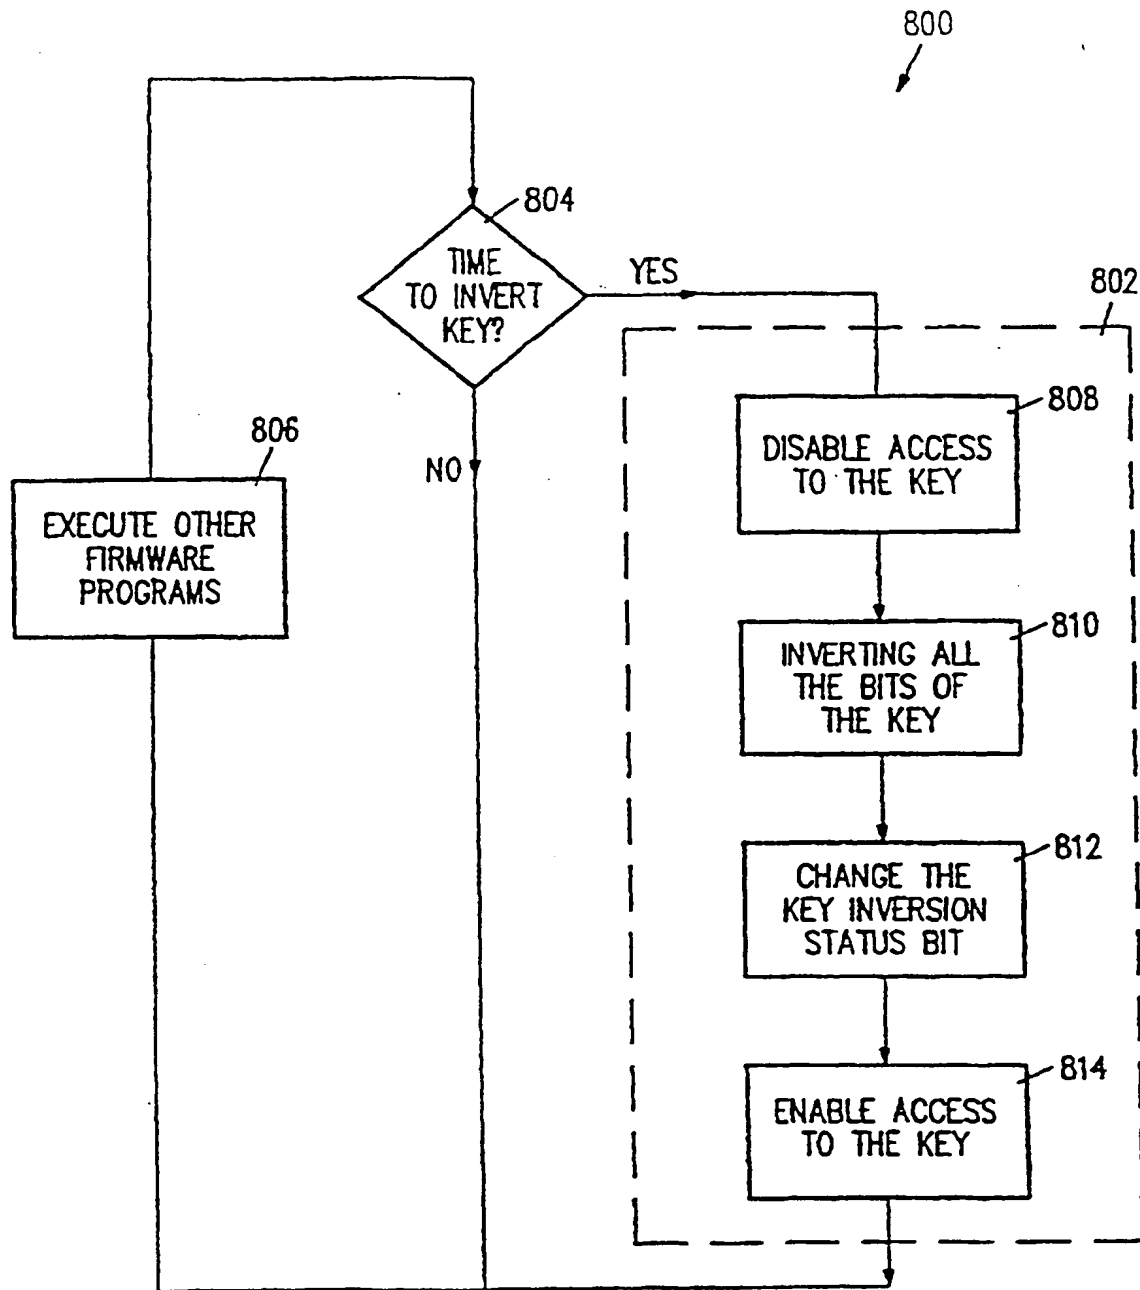 800
804
TIME
TO INVERT
KEY?
YES
802
808
DISABLE ACCESS
TO THE KEY
806
NO
EXECUTE OTHER
FIRMWARE
PROGRAMS
810
INVERTING ALL
THE BITS OF
THE KEY
812
CHANGE THE
KEY INVERSION
STATUS BIT
814
ENABLE ACCESS
TO THE KEY